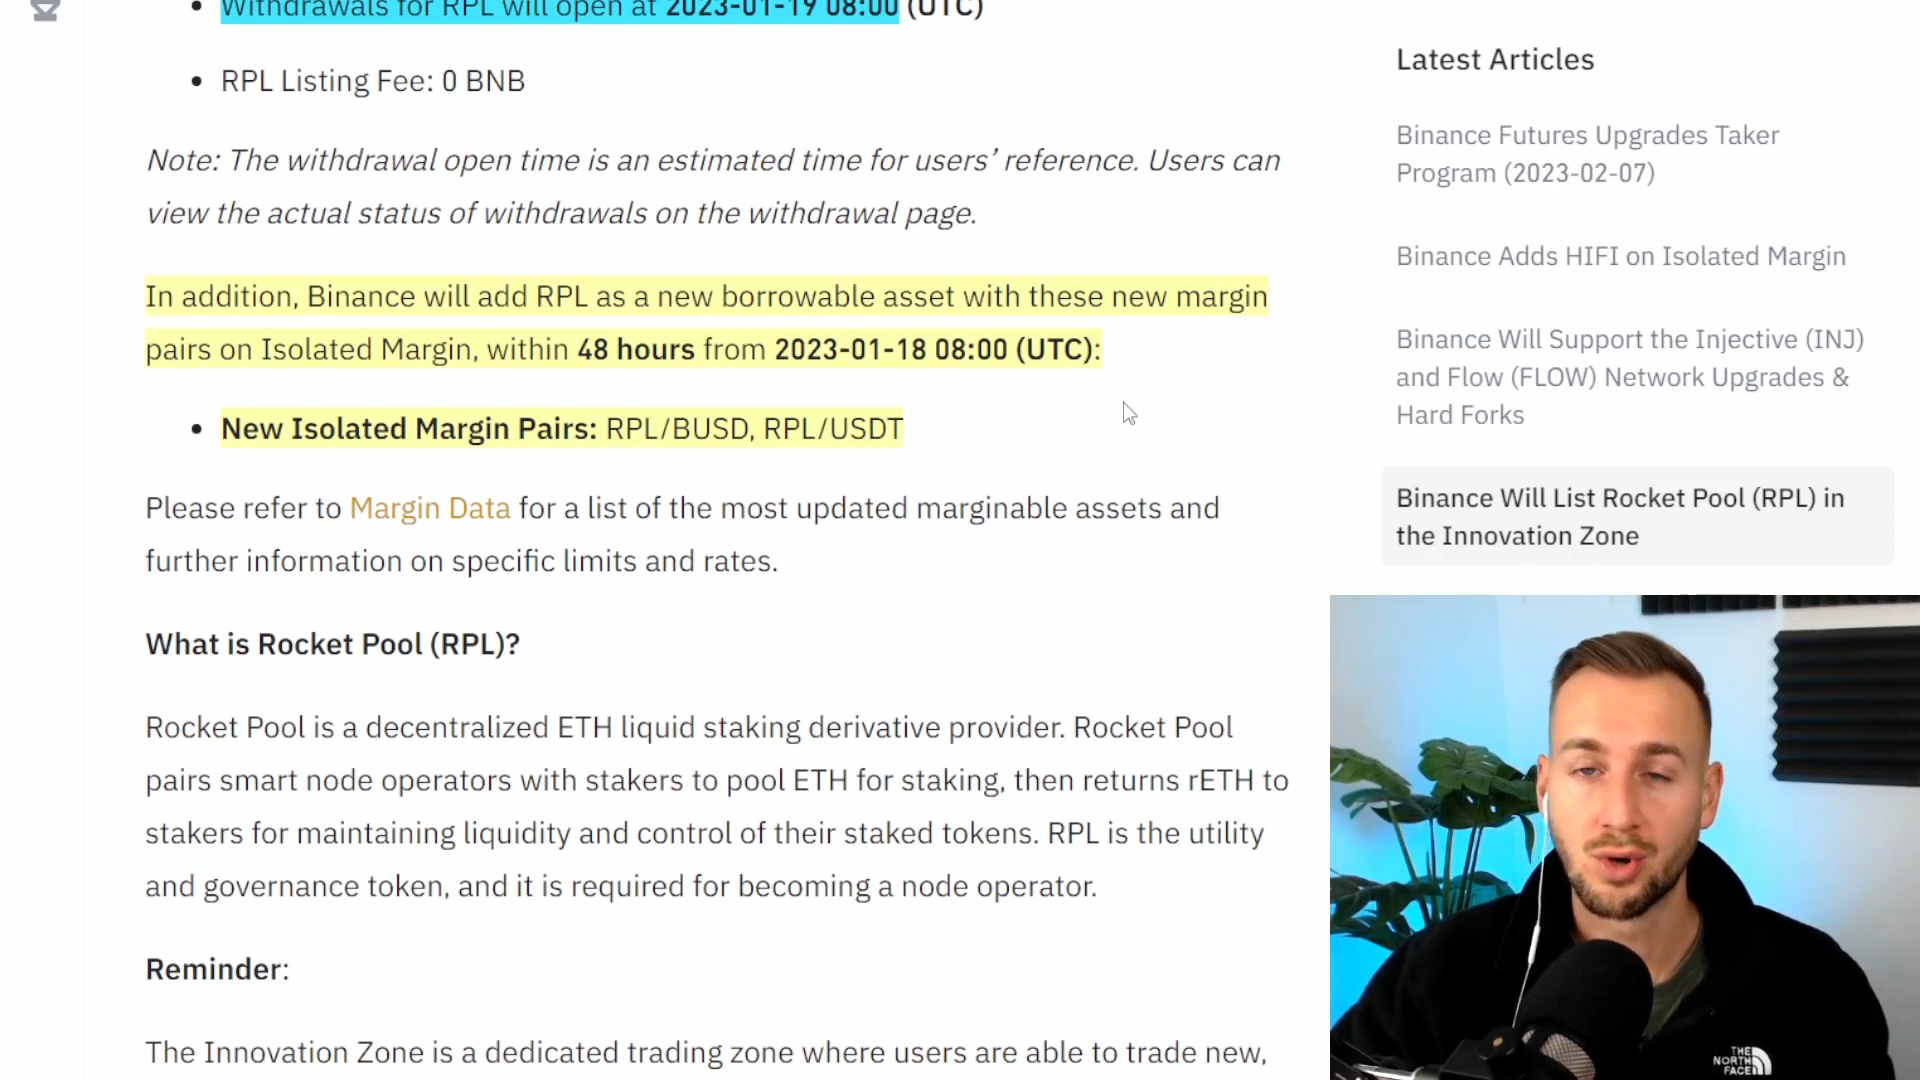 Withdrawals for RPL will open at 2023-01-19 08:00 (UTC)
RPL Listing Fee: 0 BNB
Note: The withdrawal open time is an estimated time for users’ reference. Users can
view the actual status of withdrawals on the withdrawal page.
In addition, Binance will add RPL as a new borrowable asset with these new margin
pairs on Isolated Margin, within 48 hours from 2023-01-18 08:00 (UTC):
New Isolated Margin Pairs: RPL/BUSD, RPL/USDT
Please refer to Margin Data for a list of the most updated marginable assets and
further information on specific limits and rates.
What is Rocket Pool (RPL)?
Rocket Pool is a decentralized ETH liquid staking derivative provider. Rocket Pool
pairs smart node operators with stakers to pool ETH for staking, then returns rETH to
stakers for maintaining liquidity and control of their staked tokens. RPL is the utility
and governance token, and it is required for becoming a node operator.
Reminder:
The Innovation Zone is a dedicated trading zone where users are able to trade new,
Latest Articles
Binance Futures Upgrades Taker
Program (2023-02-07)
Binance Adds HIFI on Isolated Margin
Binance Will Support the Injective (INJ)
and Flow (FLOW) Network Upgrades &
Hard Forks
Binance Will List Rocket Pool (RPL) in
the Innovation Zone
THE
NORTH
FACE